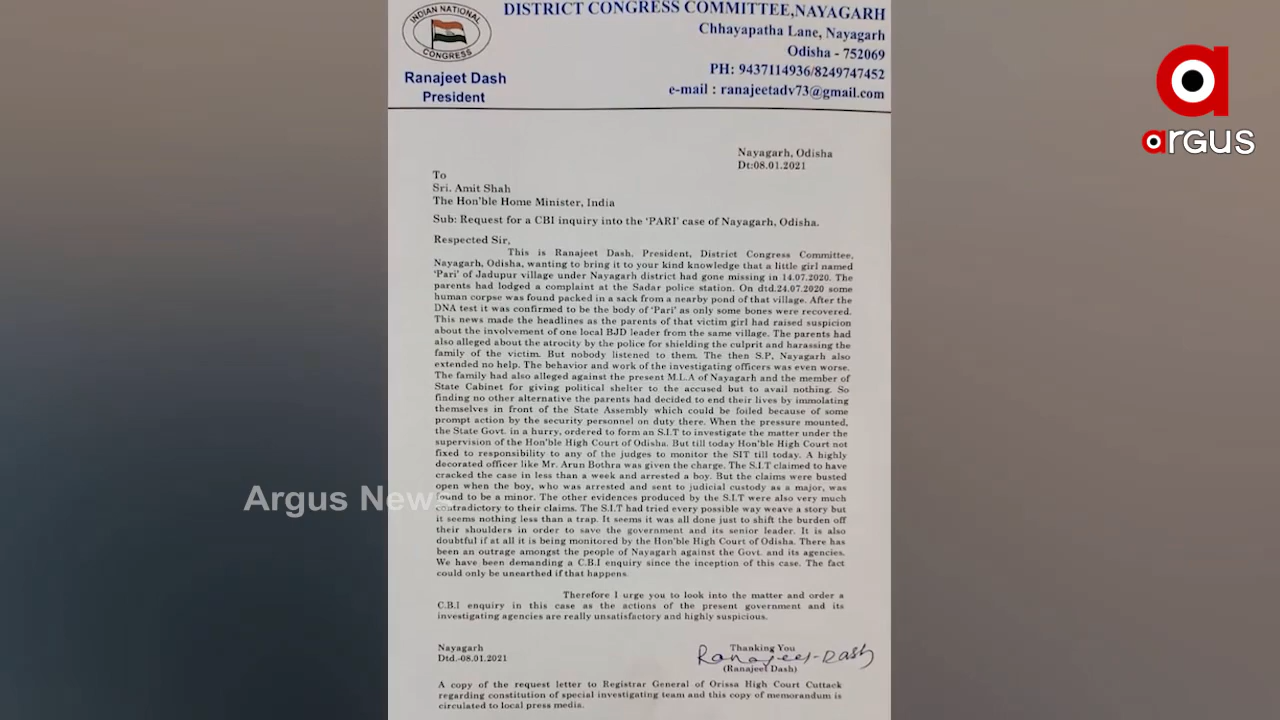 INDIAN NATIONAL
CONGRESS
Ranajeet Dash
President
DISTRICT CONGRESS COMMITTEE,NAYAGARH
Chhayapatha Lane, Nayagarh
Odisha - 752069
PH: 9437114936/8249747452
e-mail : ranajeetadv73@gmail.com
argus
Nayagarh, Odisha
Dt:08.01.2021
To
Sri. Amit Shah
The Hon'ble Home Minister, India
Sub: Request for a CBI inquiry into the 'PARI' case of Nayagarh, Odisha.
Respected Sir,
This is Ranajeet Dash, President, District Congress Committee,
Nayagarh, Odisha, wanting to bring it to your kind knowledge that a little girl named
'Pari' of Jadupur village under Nayagarh district had gone missing in 14.07.2020. The
parents had lodged a complaint at the Sadar police station. On dtd.24.07.2020 some
human corpse was found packed in a sack from a nearby pond of that village. After the
DNA test it was confirmed to be the body of 'Pari' as only some bones were recovered.
This news made the headlines as the parents of that victim girl had raised suspicion
about the involvement of one local BJD leader from the same village. The parents had
also alleged about the atrocity by the police for shielding the culprit and harassing the
family of the victim. But nobody listened to them. The then S.P, Nayagarh also
extended no help. The behavior and work of the investigating officers was even worse.
The family had also alleged against the present M.L.A of Nayagarh and the member of
State Cabinet for giving political shelter to the accused but to avail nothing. So
finding no other alternative the parents had decided to end their lives by immolating
themselves in front of the State Assembly which could be foiled because of some
prompt action by the security personnel on duty there. When the pressure mounted,
the State Govt. in a hurry, ordered to form an S.I.T to investigate the matter under the
supervision of the Hon'ble High Court of Odisha. But till today Hon'ble High Court not
fixed to responsibility to any of the judges to monitor the SIT till today. A highly
decorated officer like Mr. Arun Bothra was given the charge. The S.I.T claimed to have
cracked the case in less than a week and arrested a boy. But the claims were busted
open when the boy, who was arrested and sent to judicial custody as a major, was
found to be a minor. The other evidences produced by the S.I.T were also very much
contradictory to their claims. The S.I.T had tried every possible way weave a story but
it seems nothing less than a trap. It seems it was all done just to shift the burden off
their shoulders in order to save the government and its senior leader. It is also
doubtful if at all it is being monitored by the Hon'ble High Court of Odisha. There has
been an outrage amongst the people of Nayagarh against the Govt. and its agencies.
We have been demanding a C.B.I enquiry since the inception of this case. The fact
could only be unearthed if that happens.
Therefore I urge you to look into the matter and order a
C.B.I enquiry in this case as the actions of the present government and its
investigating agencies are really unsatisfactory and highly suspicious.
Argus News
Nayagarh
Dtd.-08.01.2021
Thanking You
Ranajeet-Dash
(Ranajeet Dash)
A copy of the request letter to Registrar General of Orissa High Court Cuttack
regarding constitution of special investigating team and this copy of memorandum is
circulated to local press media.